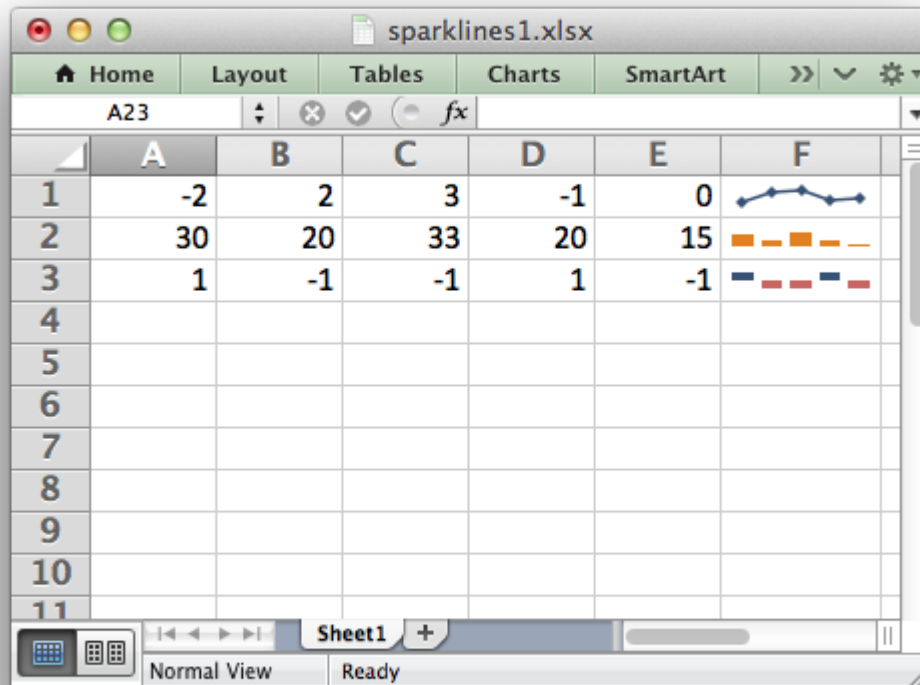 sparklines1.xlsx
Home Layout Tables Charts SmartArt
A23 fx
A B C D E F
1 -2 2 3 -1 0
2 30 20 33 20 15
3 1 -1 -1 1 -1
4
5
6
7
8
9
10
11
Sheet1 +
Normal View Ready